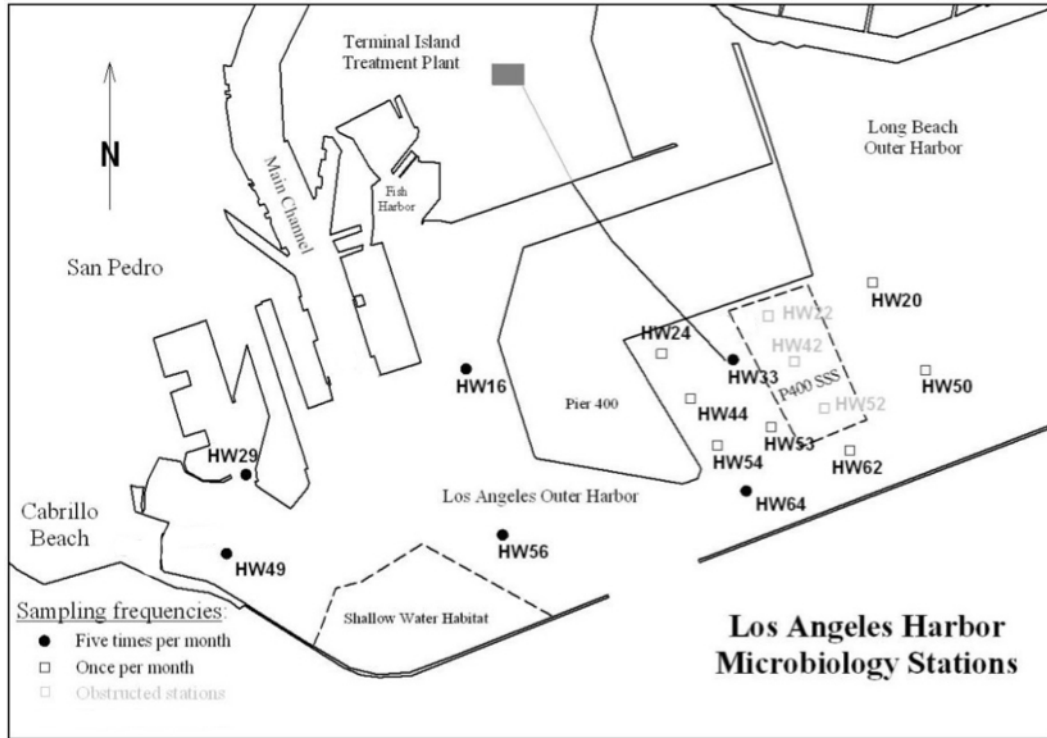 Terminal Island
Treatment Plant
Long Beach
Outer Harbor
N
Main Channel
Fish
Harbor
San Pedro
HW20
HW22
HW24
HW42
HW33
HW16
HW50
P400 SSS
Pier 400
HW44
HW52
HW53
HW29
HW54
HW62
Los Angeles Outer Harbor
HW64
Cabrillo
Beach
HW56
HW49
Sampling frequencies:
Shallow Water Habitat
Five times per month
Once per month
Obstructed stations
Los Angeles Harbor
Microbiology Stations